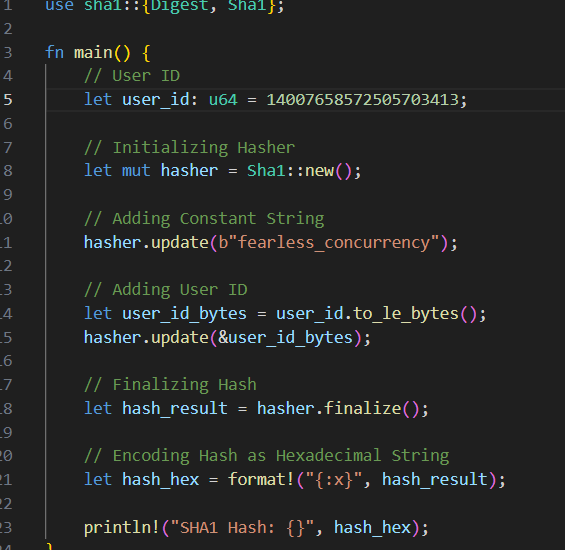 1 use sha1::{Digest, Sha1};
2
3 fn main() {
4 // User ID
5 let user_id: u64 = 14007658572505703413;
6
7 // Initializing Hasher
8 let mut hasher = Sha1::new();
9
10 // Adding Constant String
11 hasher.update(b"fearless_concurrency");
12
13 // Adding User ID
14 let user_id_bytes = user_id.to_le_bytes();
15 hasher.update(&user_id_bytes);
16
17 // Finalizing Hash
18 let hash_result = hasher.finalize();
19
20 // Encoding Hash as Hexadecimal String
21 let hash_hex = format!("{:x}", hash_result);
22
23 println!("SHA1 Hash: {}", hash_hex);
24 }